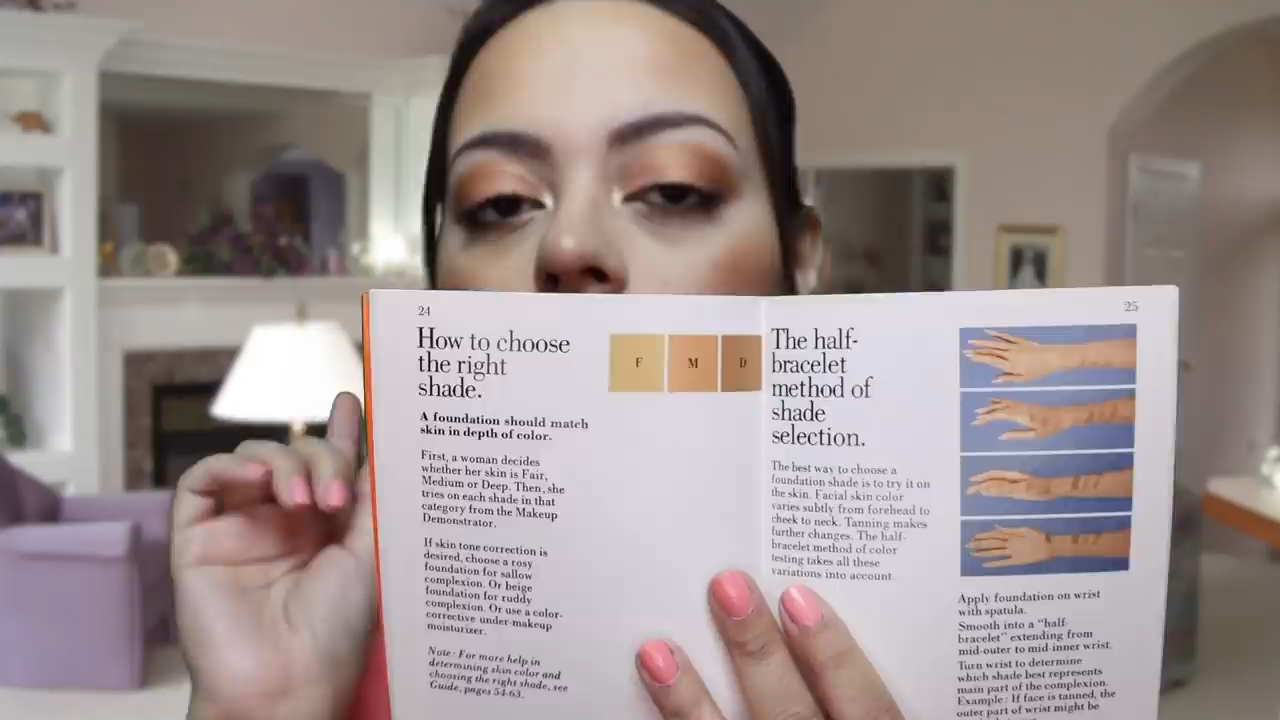 24
How to choose
the right
shade.
A foundation should match
skin in depth of color.
First, a woman decides
whether her skin is Fair,
Medium or Deep. Then, she
tries on each shade in that
category from the Makeup
Demonstrator.
If skin tone correction is
desired, choose a rosy
foundation for sallow
complexion. Or beige
foundation for ruddy
complexion. Or use a color-
corrective under-makeup
moisturizer.
Note: For more help in
determining skin color and
choosing the right shade, see
Guide, pages 54-63.
F M D
25
The half-
bracelet
method of
shade
selection.
The best way to choose a
foundation shade is to try it on
the skin. Facial skin color
varies subtly from forehead to
cheek to neck. Tanning makes
further changes. The half-
bracelet method of color
testing takes all these
variations into account.
Apply foundation on wrist
with spatula.
Smooth into a "half-
bracelet" extending from
mid-outer to mid-inner wrist.
Turn wrist to determine
which shade best represents
main part of the complexion.
Example: If face is tanned, the
outer part of wrist might be